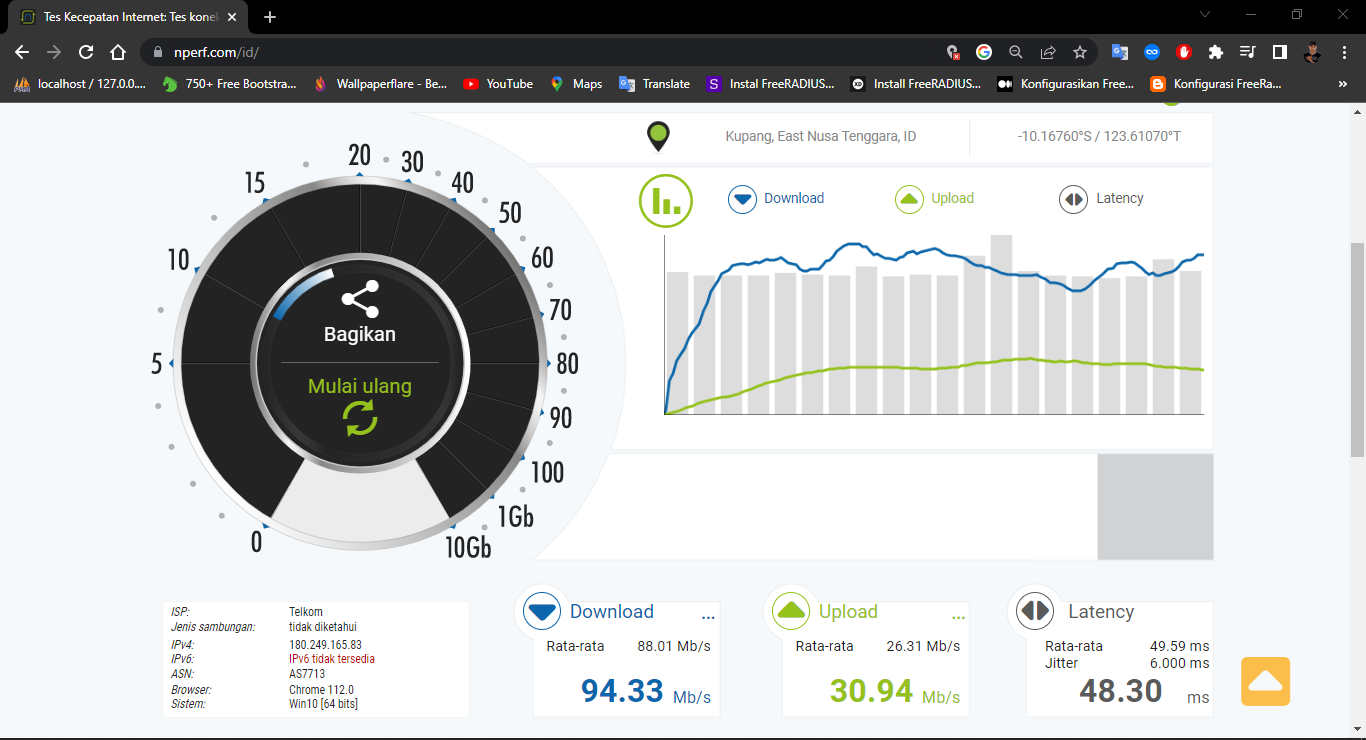 Tes Kecepatan Internet: Tes konek
nperf.com/id/
localhost / 127.0.0....
750+ Free Bootstra...
Wallpaperflare - Be...
YouTube
Maps
Translate
Instal FreeRADIUS...
Install FreeRADIUS...
Konfigurasikan Free...
Konfigurasi FreeRa...
»
Kupang, East Nusa Tenggara, ID
-10.16760°S / 123.61070°T
Download
Upload
Latency
0
5
10
15
20
30
40
50
60
70
80
90
100
1Gb
10Gb
Bagikan
Mulai ulang
ISP: Telkom
Jenis sambungan: tidak diketahui
IPv4: 180.249.165.83
IPv6: IPv6 tidak tersedia
ASN: AS7713
Browser: Chrome 112.0
Sistem: Win10 [64 bits]
Download ...
Rata-rata 88.01 Mb/s
94.33 Mb/s
Upload ...
Rata-rata 26.31 Mb/s
30.94 Mb/s
Latency
Rata-rata 49.59 ms
Jitter 6.000 ms
48.30 ms